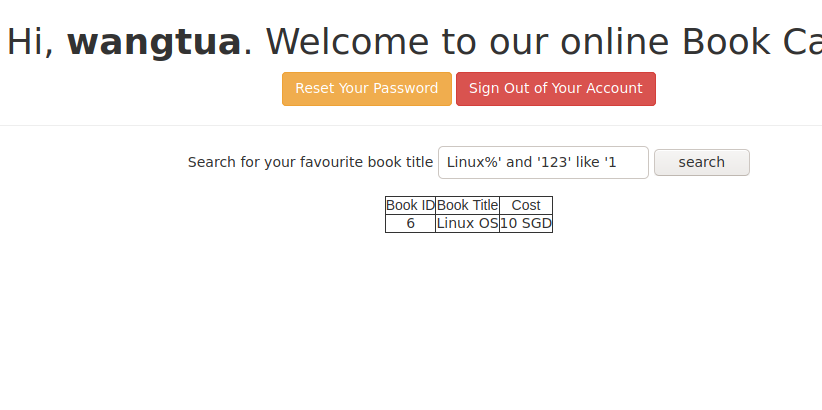 Hi, wangtua. Welcome to our online Book Ca
Reset Your Password Sign Out of Your Account
Search for your favourite book title Linux%' and '123' like '1 search
Book ID Book Title Cost
6 Linux OS 10 SGD